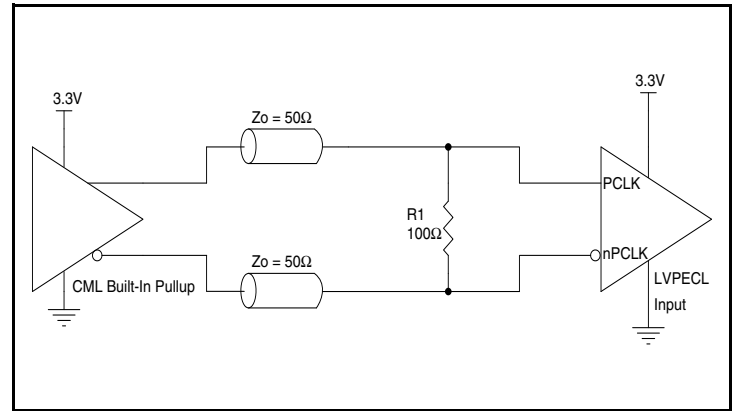 3.3V
3.3V
Zo = 50Ω
PCLK
R1
100Ω
nPCLK
Zo = 50Ω
CML Built-In Pullup
LVPECL
Input